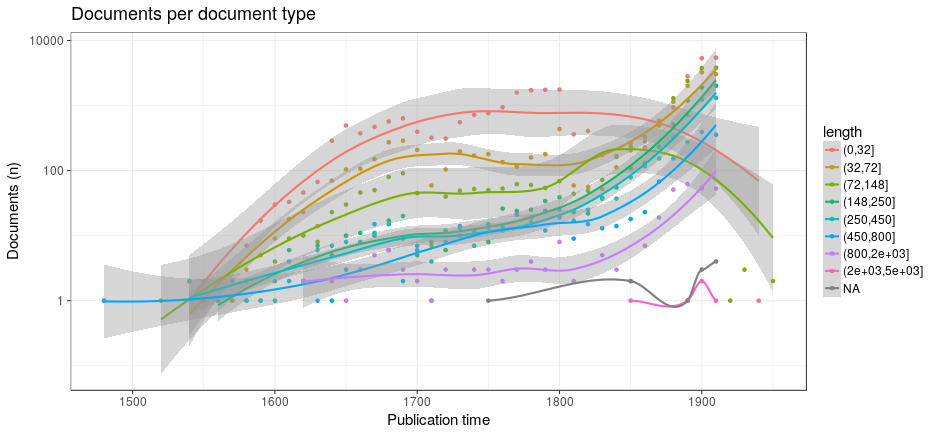 Documents per document type
10000
100
1
Documents (n)
1500
1600
1700
1800
1900
Publication time
length
(0,32]
(32,72]
(72,148]
(148,250]
(250,450]
(450,800]
(800,2e+03]
(2e+03,5e+03]
NA